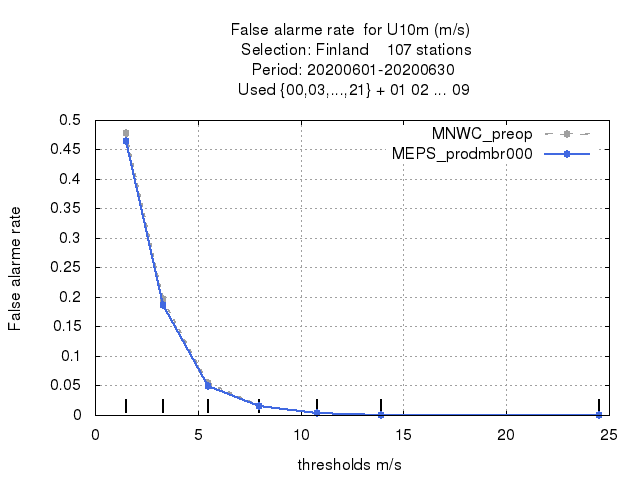 False alarme rate  for U10m (m/s)
Selection: Finland    107 stations
Period: 20200601-20200630
Used {00,03,...,21} + 01 02 ... 09
MNWC_preop
MEPS_prodmbr000
False alarme rate
0.5
0.45
0.4
0.35
0.3
0.25
0.2
0.15
0.1
0.05
0
0 5 10 15 20 25
thresholds m/s